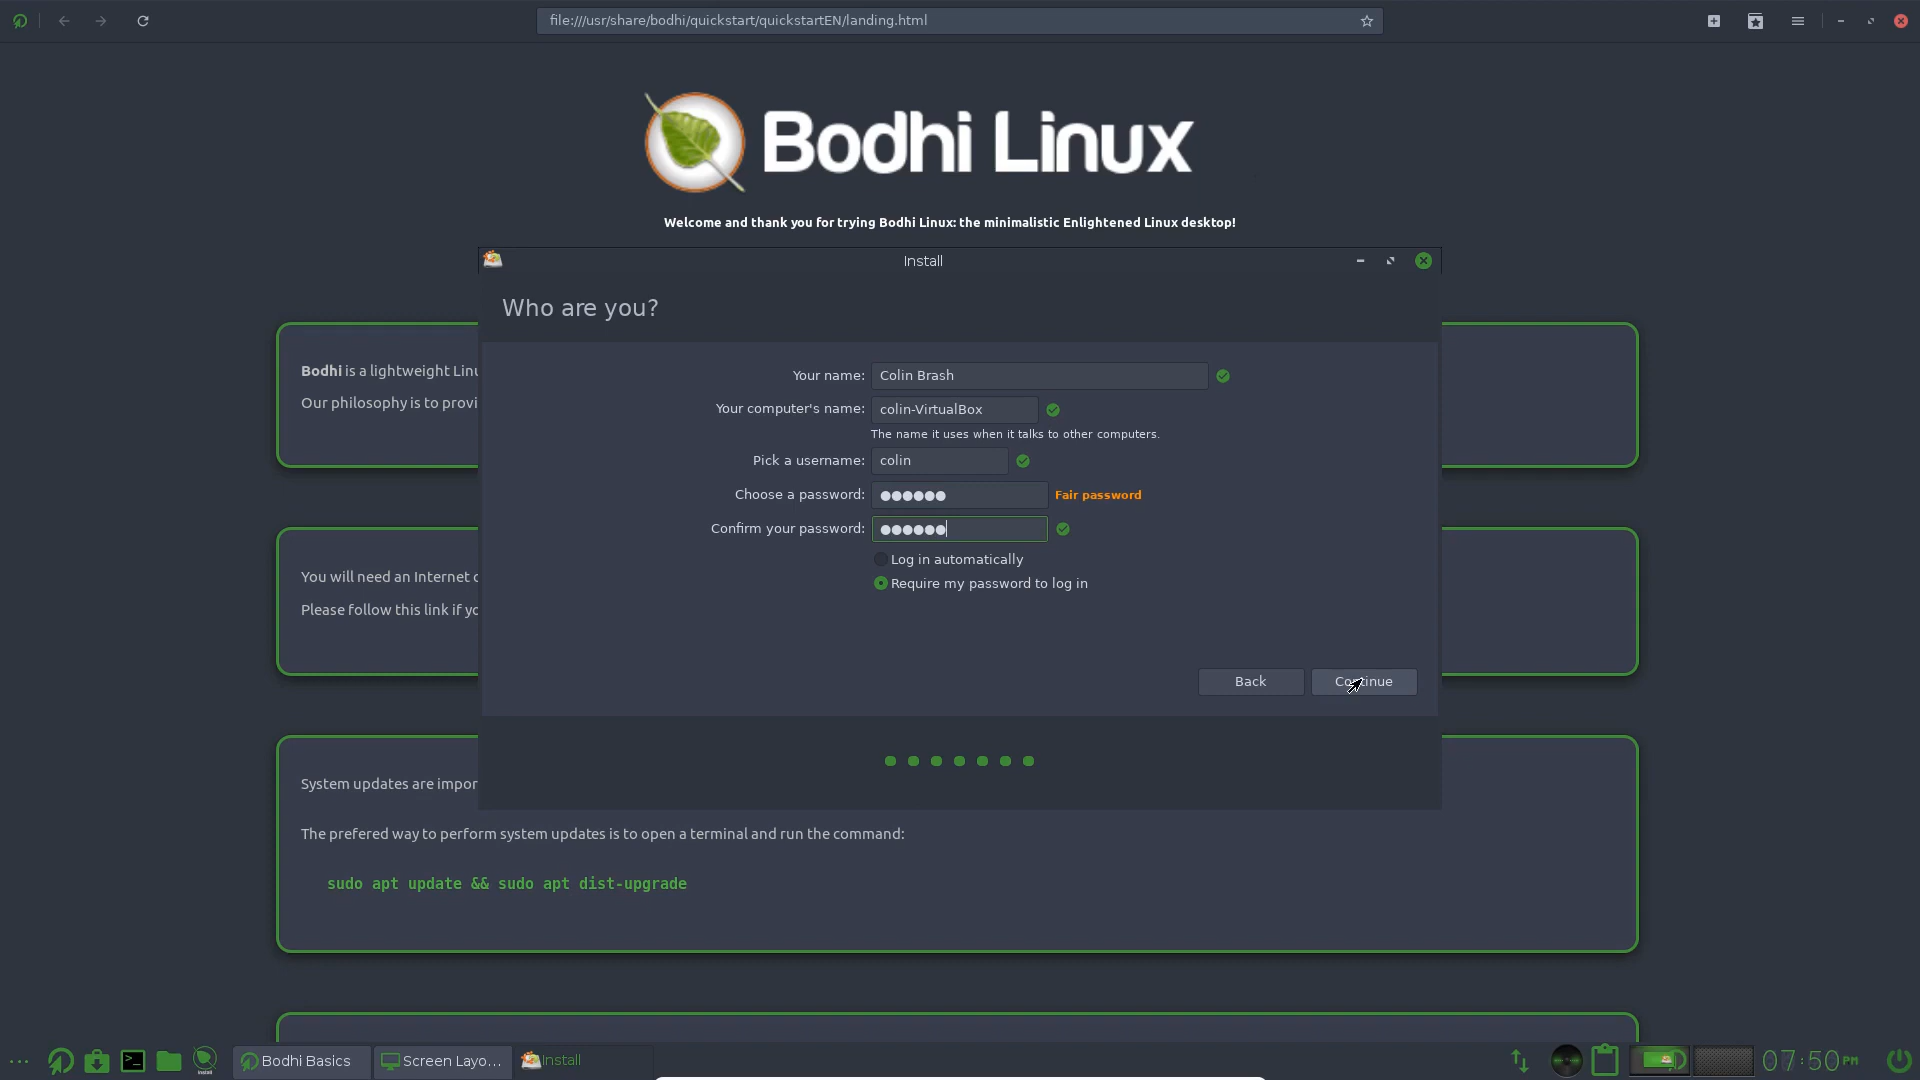 file:///usr/share/bodhi/quickstart/quickstartEN/landing.html
Bodhi Linux
Welcome and thank you for trying Bodhi Linux: the minimalistic Enlightened Linux desktop!
Install
Who are you?
Bodhi is a lightweight
Our philosophy is to
Your name: Colin Brash
Your computer's name: colin-VirtualBox
The name it uses when it talks to other computers.
Pick a username: colin
Choose a password: ●●●●●● Fair password
Confirm your password: ●●●●●●
Log in automatically
Require my password to log in
You will need an Internet
Please follow this link if
Back
Continue
System updates are
The prefered way to perform system updates is to open a terminal and run the command:
sudo apt update && sudo apt dist-upgrade
Bodhi Basics
Screen Layo...
Install
07:50 PM